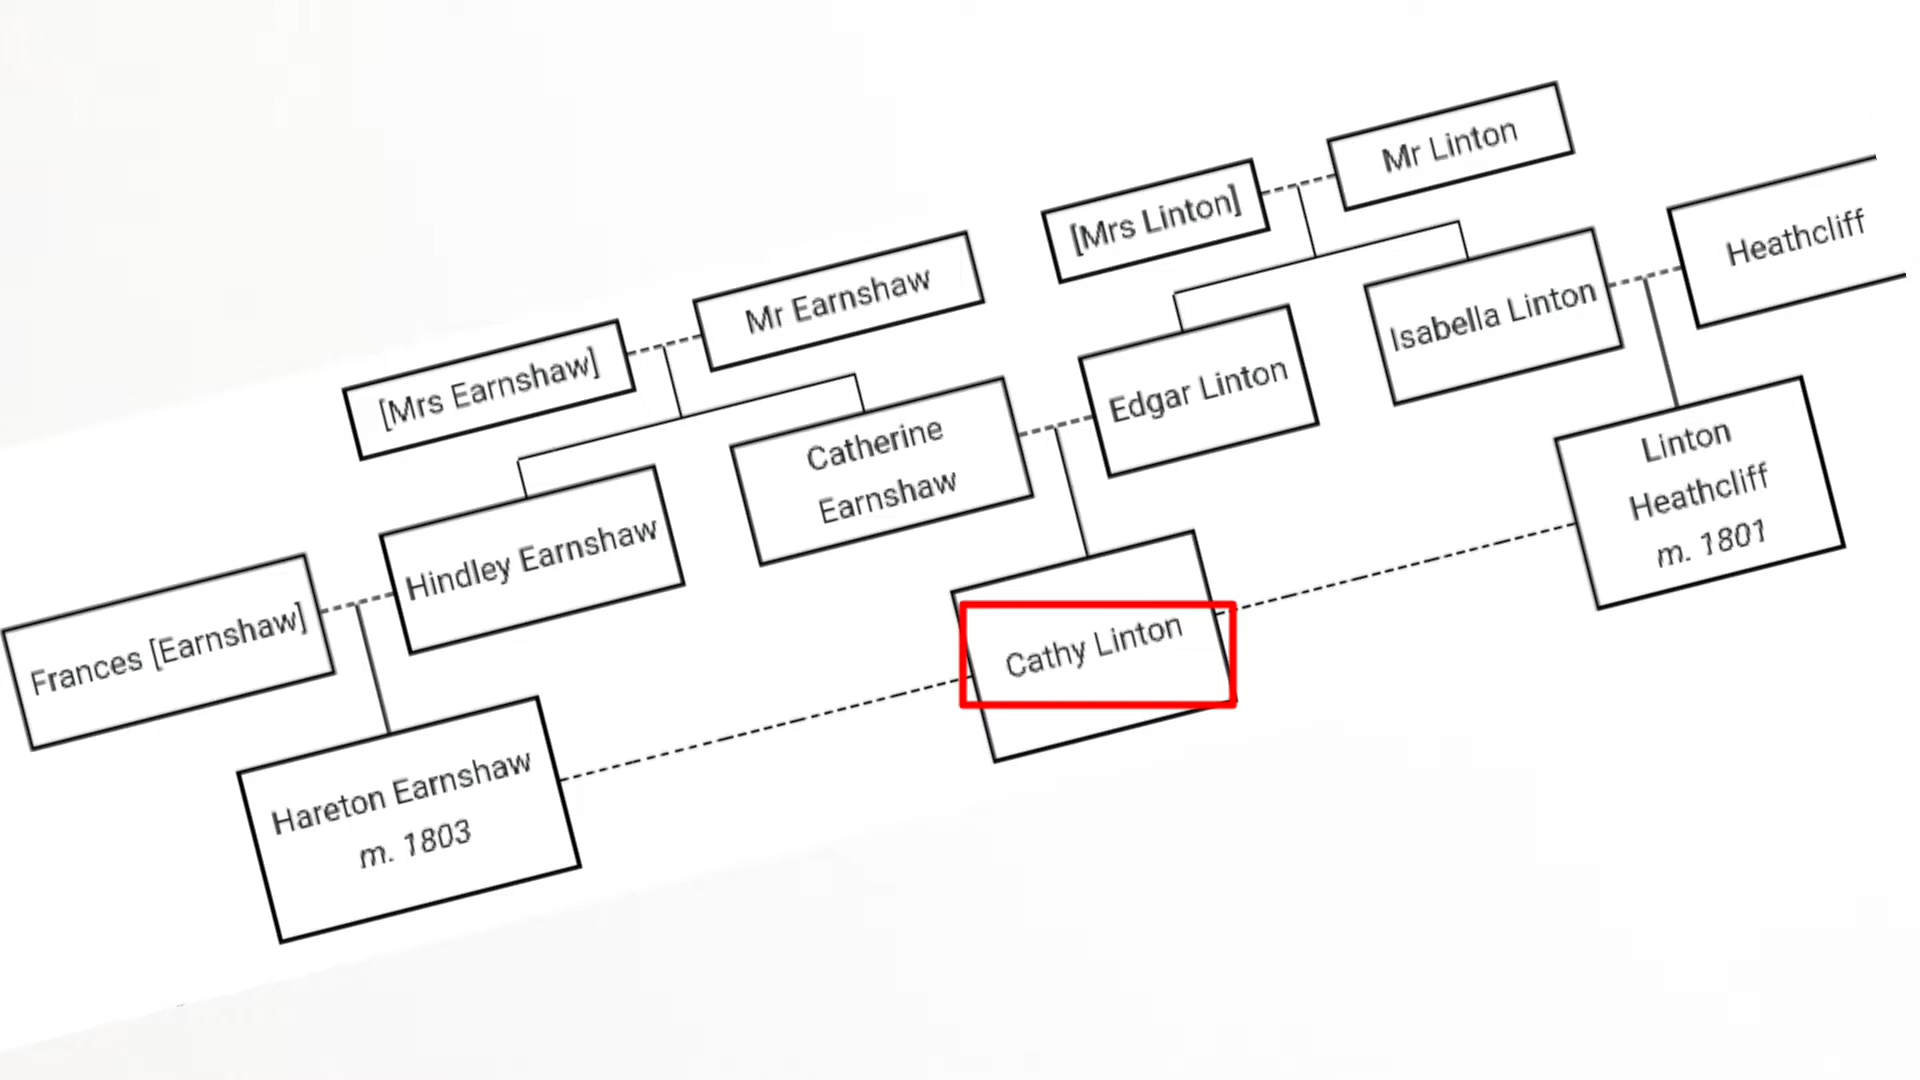 Mr Linton
[Mrs Linton]
Heathcliff
Mr Earnshaw
[Mrs Earnshaw]
Isabella Linton
Edgar Linton
Catherine
Earnshaw
Hindley Earnshaw
Frances [Earnshaw]
Linton
Heathcliff
m. 1801
Cathy Linton
Hareton Earnshaw
m. 1803